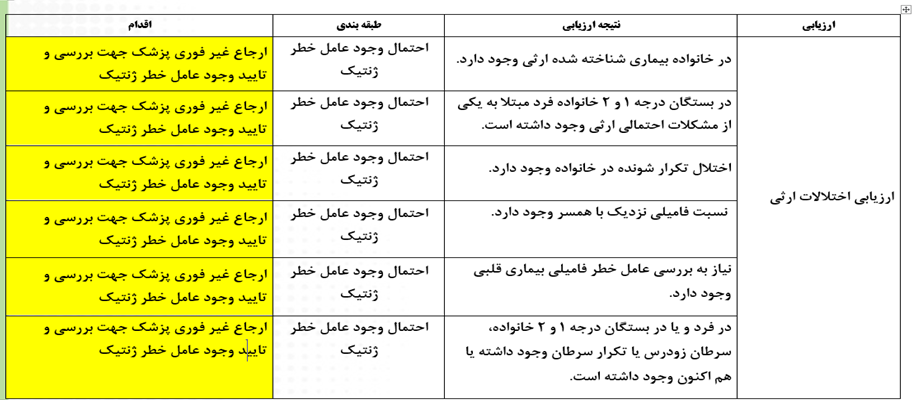 ارزیابی
نتیجه ارزیابی
طبقه بندی
اقدام
ارزیابی اختلالات ارثی
در خانواده بیماری شناخته شده ارثی وجود دارد.
احتمال وجود عامل خطر
ژنتیک
ارجاع غیر فوری پزشک جهت بررسی و
تایید وجود عامل خطر ژنتیک
در بستگان درجه ۱ و ۲ خانواده فرد مبتلا به یکی
از مشکلات احتمالی ارثی وجود داشته است.
احتمال وجود عامل خطر
ژنتیک
ارجاع غیر فوری پزشک جهت بررسی و
تایید وجود عامل خطر ژنتیک
اختلال تکرار شونده در خانواده وجود دارد.
احتمال وجود عامل خطر
ژنتیک
ارجاع غیر فوری پزشک جهت بررسی و
تایید وجود عامل خطر ژنتیک
نسبت فامیلی نزدیک با همسر وجود دارد.
احتمال وجود عامل خطر
ژنتیک
ارجاع غیر فوری پزشک جهت بررسی و
تایید وجود عامل خطر ژنتیک
نیاز به بررسی عامل خطر فامیلی بیماری قلبی
وجود دارد.
احتمال وجود عامل خطر
ژنتیک
ارجاع غیر فوری پزشک جهت بررسی و
تایید وجود عامل خطر ژنتیک
در فرد و یا در بستگان درجه ۱ و ۲ خانواده،
سرطان زودرس یا تکرار سرطان وجود داشته یا
هم اکنون وجود داشته است.
احتمال وجود عامل خطر
ژنتیک
ارجاع غیر فوری پزشک جهت بررسی و
تایید وجود عامل خطر ژنتیک